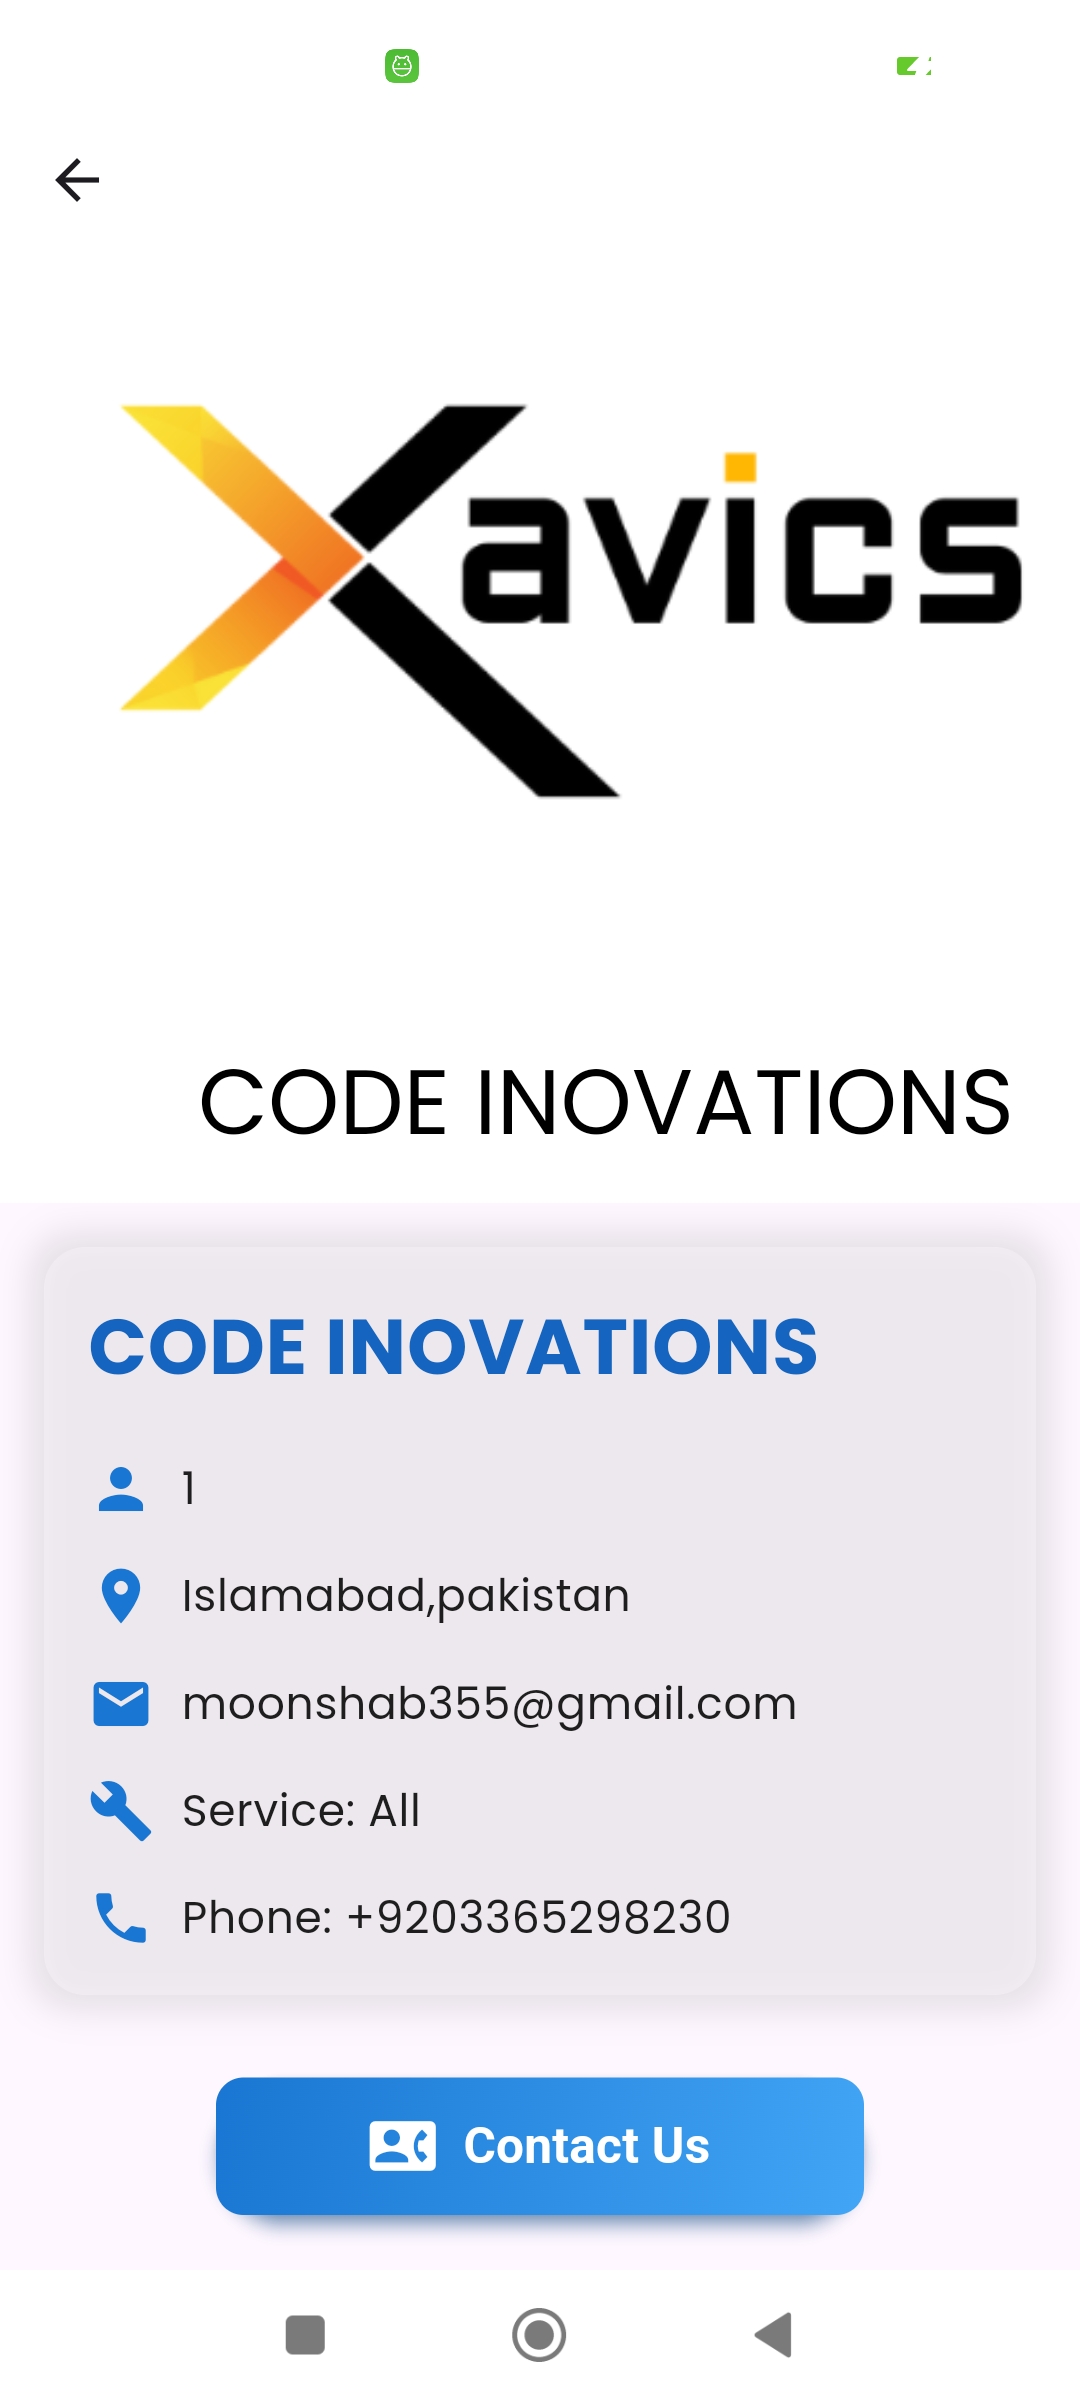 Xavics
CODE INOVATIONS
CODE INOVATIONS
1
Islamabad,pakistan
moonshab355@gmail.com
Service: All
Phone: +9203365298230
Contact Us